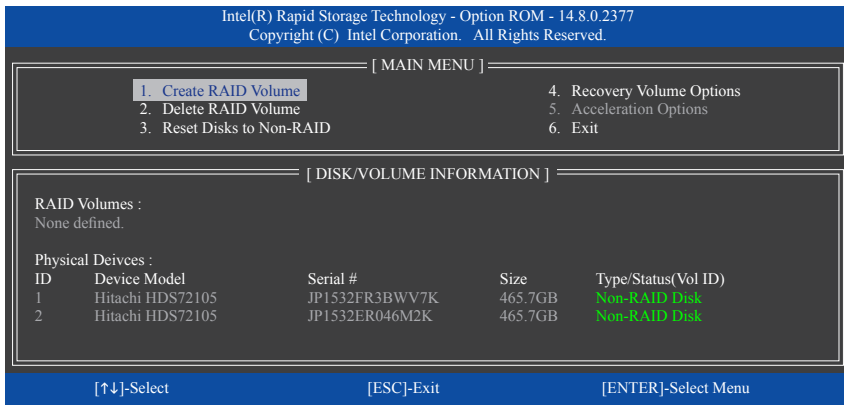 Intel(R) Rapid Storage Technology - Option ROM - 14.8.0.2377
Copyright (C) Intel Corporation. All Rights Reserved.
[ MAIN MENU ]
1. Create RAID Volume
2. Delete RAID Volume
3. Reset Disks to Non-RAID
4. Recovery Volume Options
5. Acceleration Options
6. Exit
[ DISK/VOLUME INFORMATION ]
RAID Volumes :
None defined.
Physical Deivces :
ID Device Model Serial # Size Type/Status(Vol ID)
1 Hitachi HDS72105 JP1532FR3BWV7K 465.7GB Non-RAID Disk
2 Hitachi HDS72105 JP1532ER046M2K 465.7GB Non-RAID Disk
[↑↓]-Select [ESC]-Exit [ENTER]-Select Menu